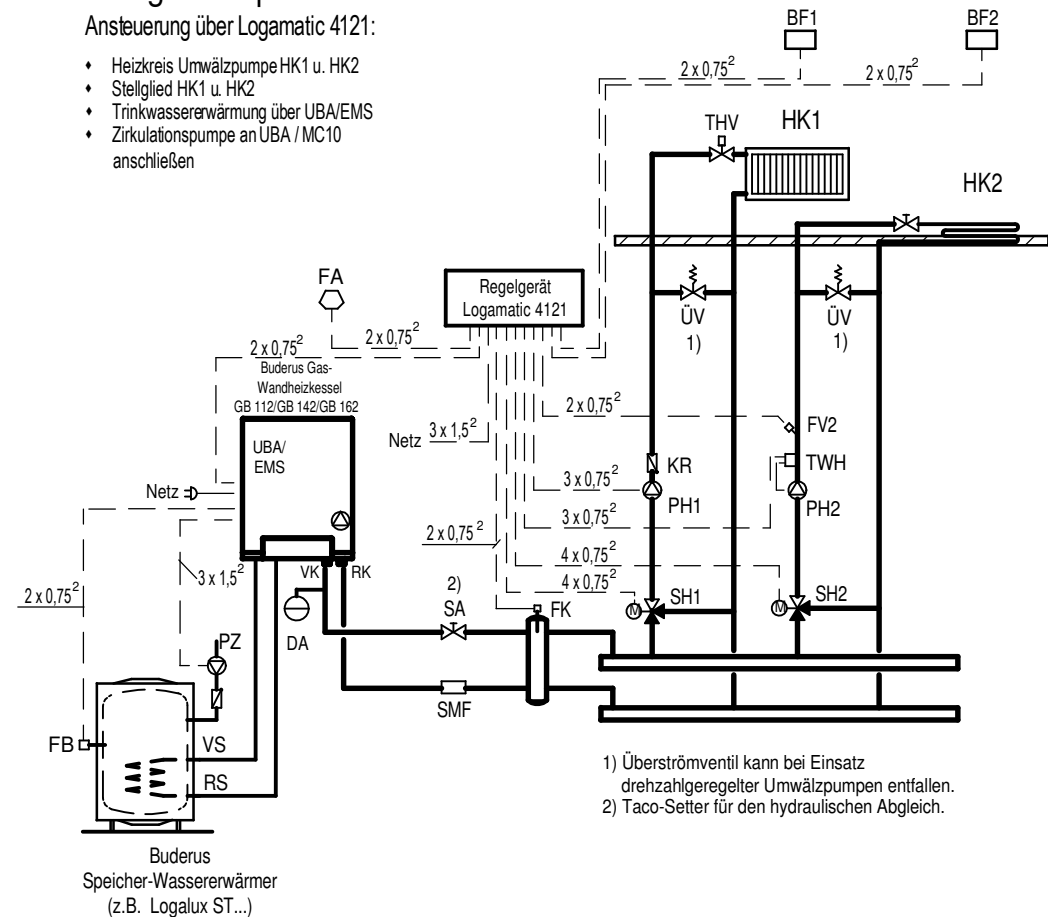 Ansteuerung über Logamatic 4121:
• Heizkreis Umwälzpumpe HK1 u. HK2
• Stellglied HK1 u. HK2
• Trinkwassererwärmung über UBA/EMS
• Zirkulationspumpe an UBA / MC10
anschließen
BF1
BF2
2 x 0,75²
2 x 0,75²
THV
HK1
HK2
FA
Regelgerät
Logamatic 4121
ÜV
1)
ÜV
1)
2 x 0,75²
2 x 0,75²
Buderus Gas-
Wandheizkessel
GB 112/GB 142/GB 162
2 x 0,75²
FV2
UBA/
EMS
Netz 3 x 1,5²
KR
TWH
Netz
3 x 0,75²
PH1
PH2
3 x 0,75²
2 x 0,75²
4 x 0,75²
4 x 0,75²
VK
RK
3 x 1,5²
2 x 0,75²
2)
SA
FK
M
SH1
M
SH2
DA
PZ
SMF
FB
VS
RS
1) Überströmventil kann bei Einsatz
drehzahlgeregelter Umwälzpumpen entfallen.
2) Taco-Setter für den hydraulischen Abgleich.
Buderus
Speicher-Wassererwärmer
(z.B. Logalux ST...)